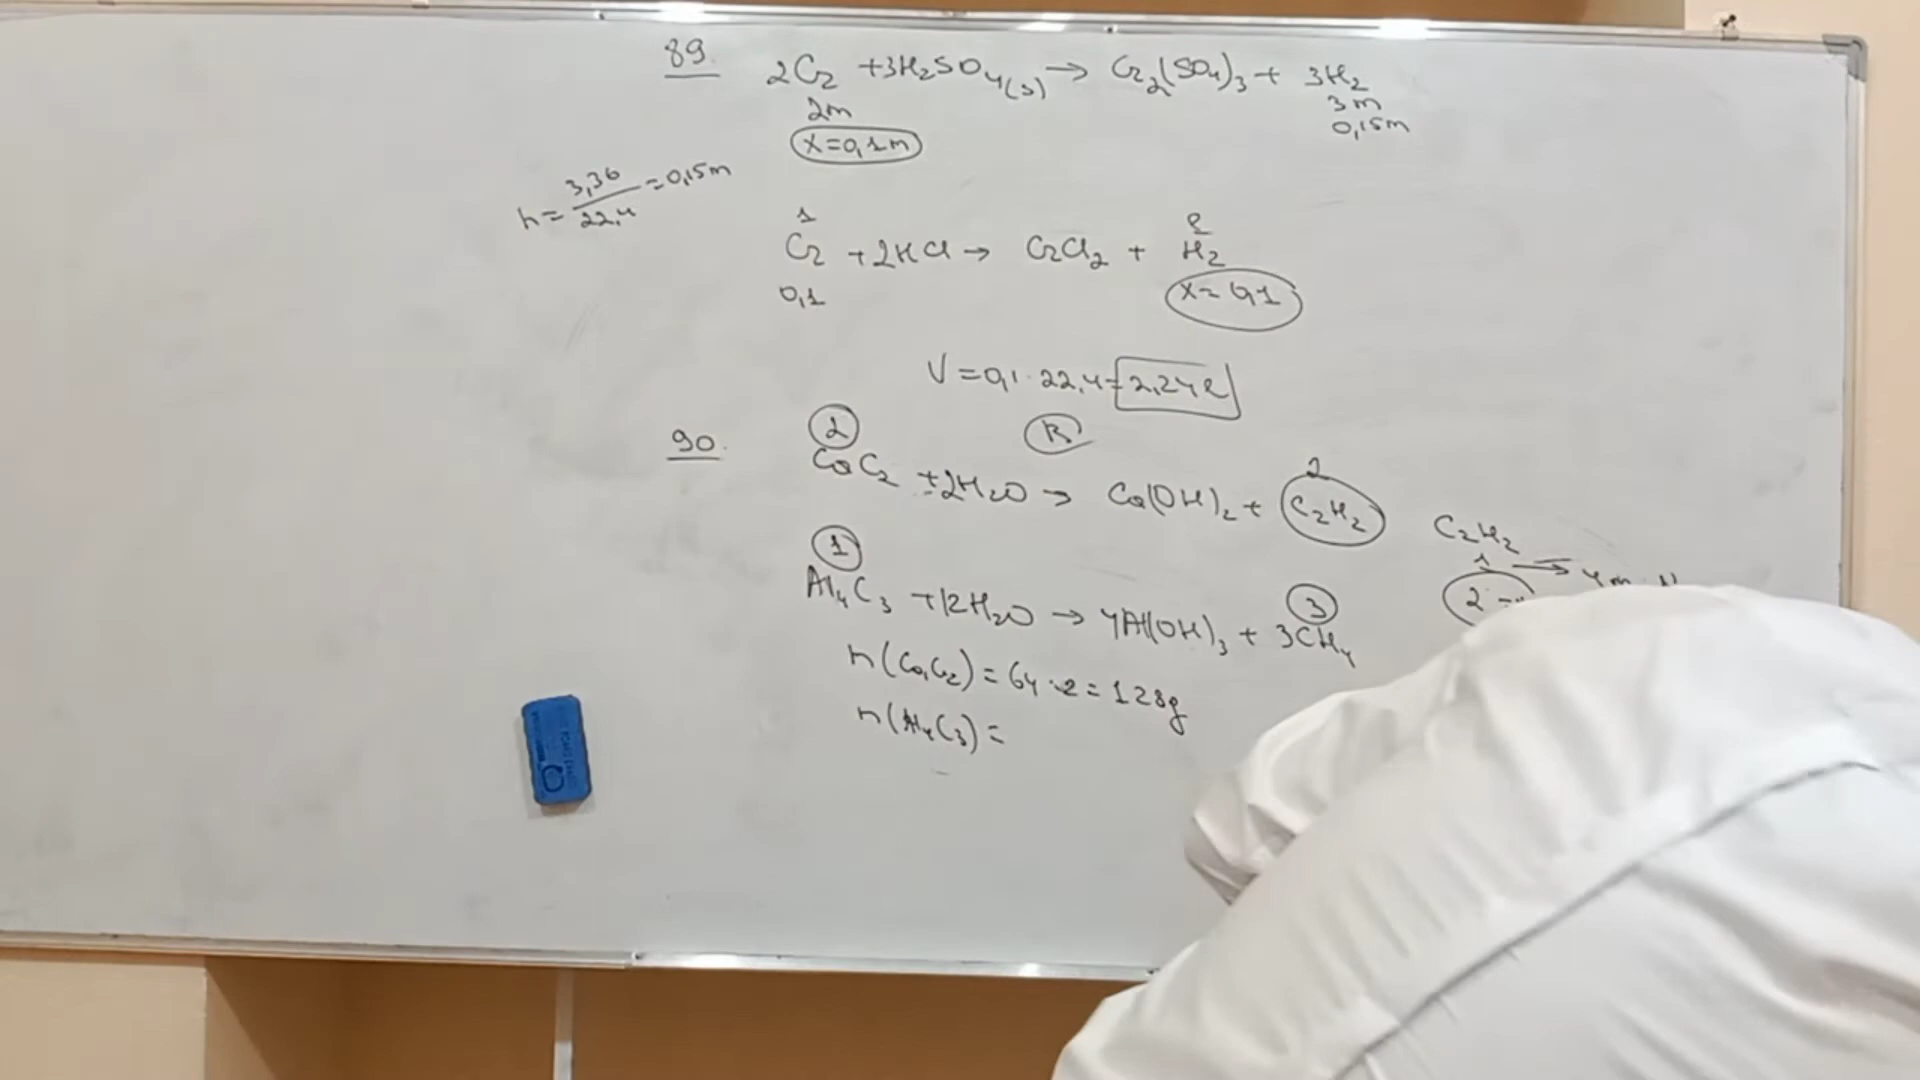 89.
2Cr + 3H₂SO₄(s) → Cr₂(SO₄)₃ + 3H₂
2m 3m
x=0,1m 0,15m
n = 3,36/22,4 = 0,15m
1
Cr + 2HCl → CrCl₂ + H₂
0,1 x=0,1
V=0,1·22,4=2,24l
B
90.
2
CaC₂ + 2H₂O → Ca(OH)₂ + C₂H₂
2
1
Al₄C₃ + 12H₂O → 4Al(OH)₃ + 3CH₄
3
C₂H₂
1 → 4m
2
n(CaC₂) = 64·2 = 128g
n(Al₄C₃) =